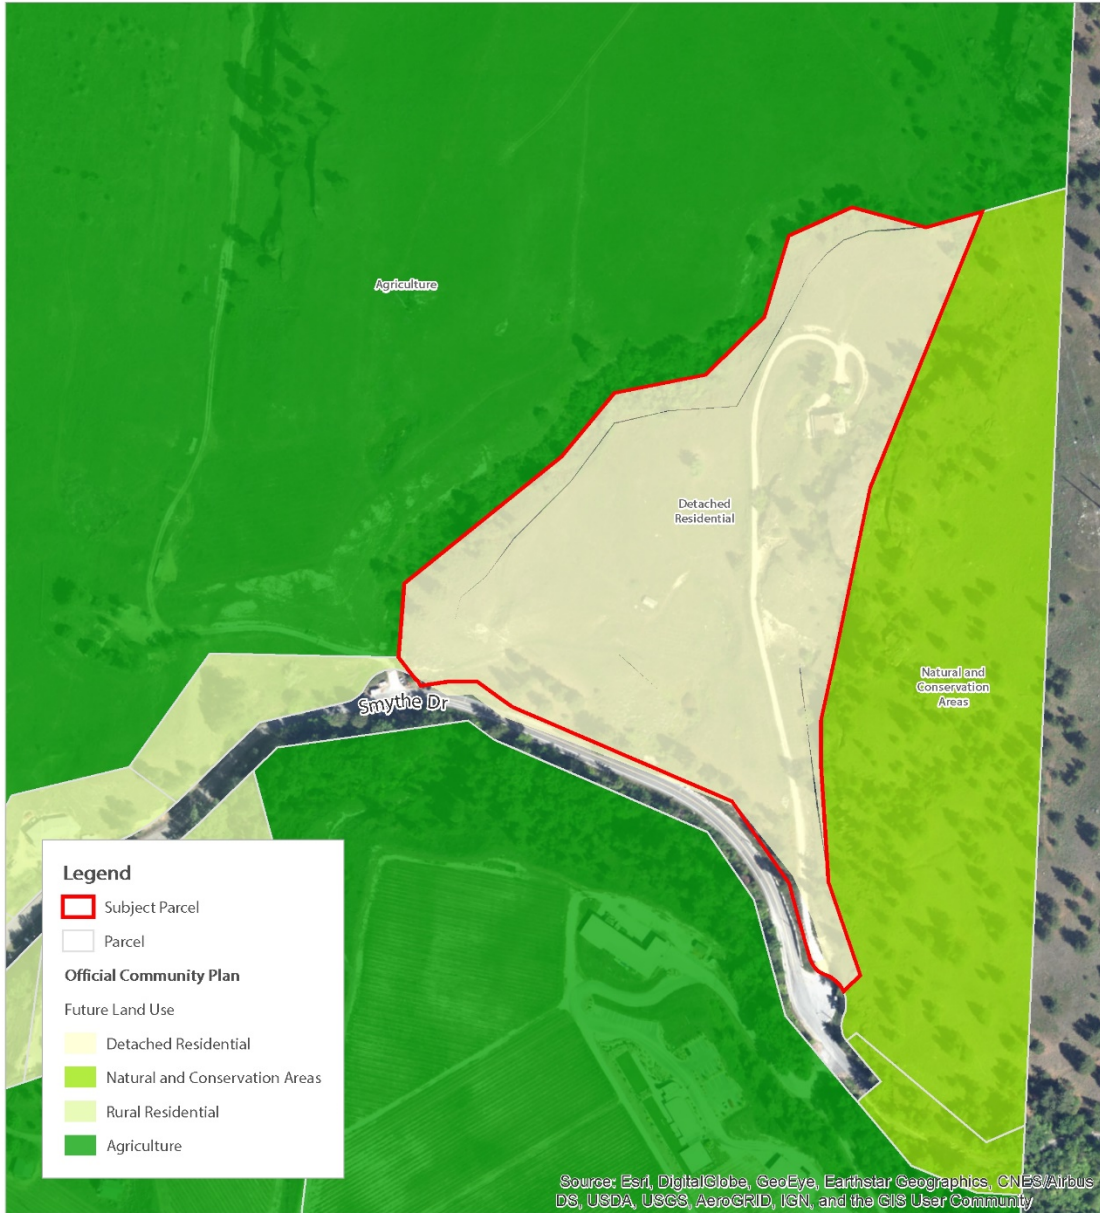 Agriculture
Detached
Residential
Natural and
Conservation
Areas
Smythe Dr
Legend
Subject Parcel
Parcel
Official Community Plan
Future Land Use
Detached Residential
Natural and Conservation Areas
Rural Residential
Agriculture
Source: Esri, DigitalGlobe, GeoEye, Earthstar Geographics, CNES/Airbus
DS, USDA, USGS, AeroGRID, IGN, and the GIS User Community